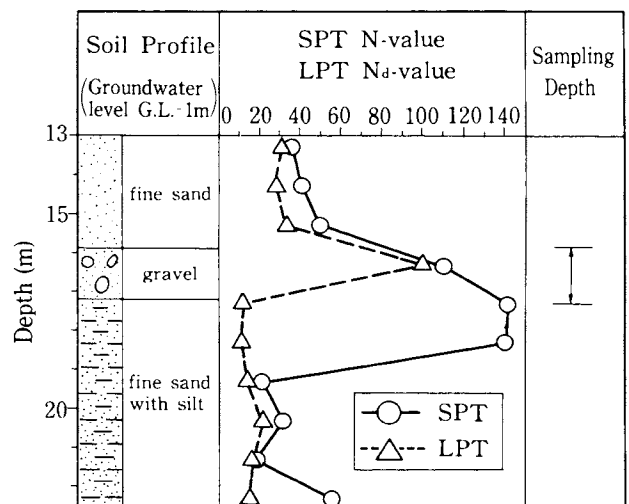 Soil Profile
(Groundwater
level G.L.-1m)
SPT N-value
LPT Nd-value
0 20 40 60 80 100 120 140
Sampling
Depth
13
15
20
Depth (m)
fine sand
gravel
fine sand
with silt
SPT
LPT